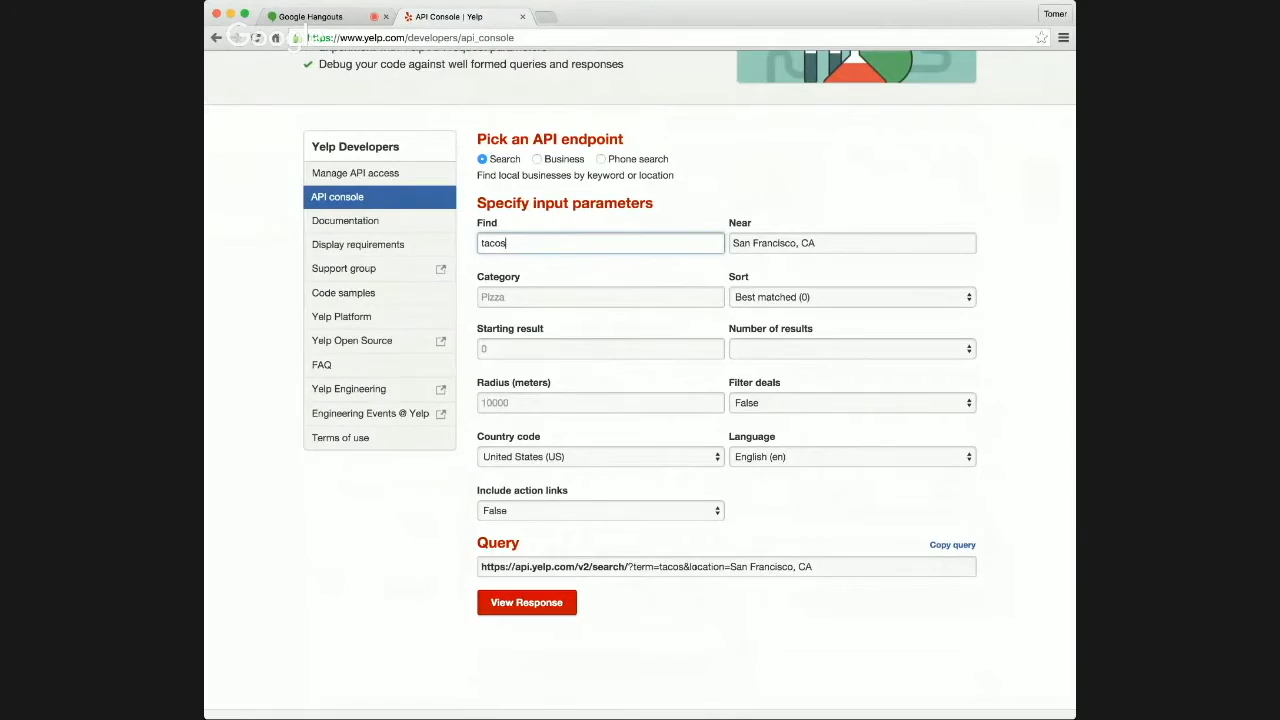 Google Hangouts
API Console | Yelp
Tomer
https://www.yelp.com/developers/api_console
Debug your code against well formed queries and responses
Yelp Developers
Manage API access
API console
Documentation
Display requirements
Support group
Code samples
Yelp Platform
Yelp Open Source
FAQ
Yelp Engineering
Engineering Events @ Yelp
Terms of use
Pick an API endpoint
Search Business Phone search
Find local businesses by keyword or location
Specify input parameters
Find Near
tacos San Francisco, CA
Category Sort
Pizza Best matched (0)
Starting result Number of results
0
Radius (meters) Filter deals
10000 False
Country code Language
United States (US) English (en)
Include action links
False
Query Copy query
https://api.yelp.com/v2/search/?term=tacos&location=San Francisco, CA
View Response